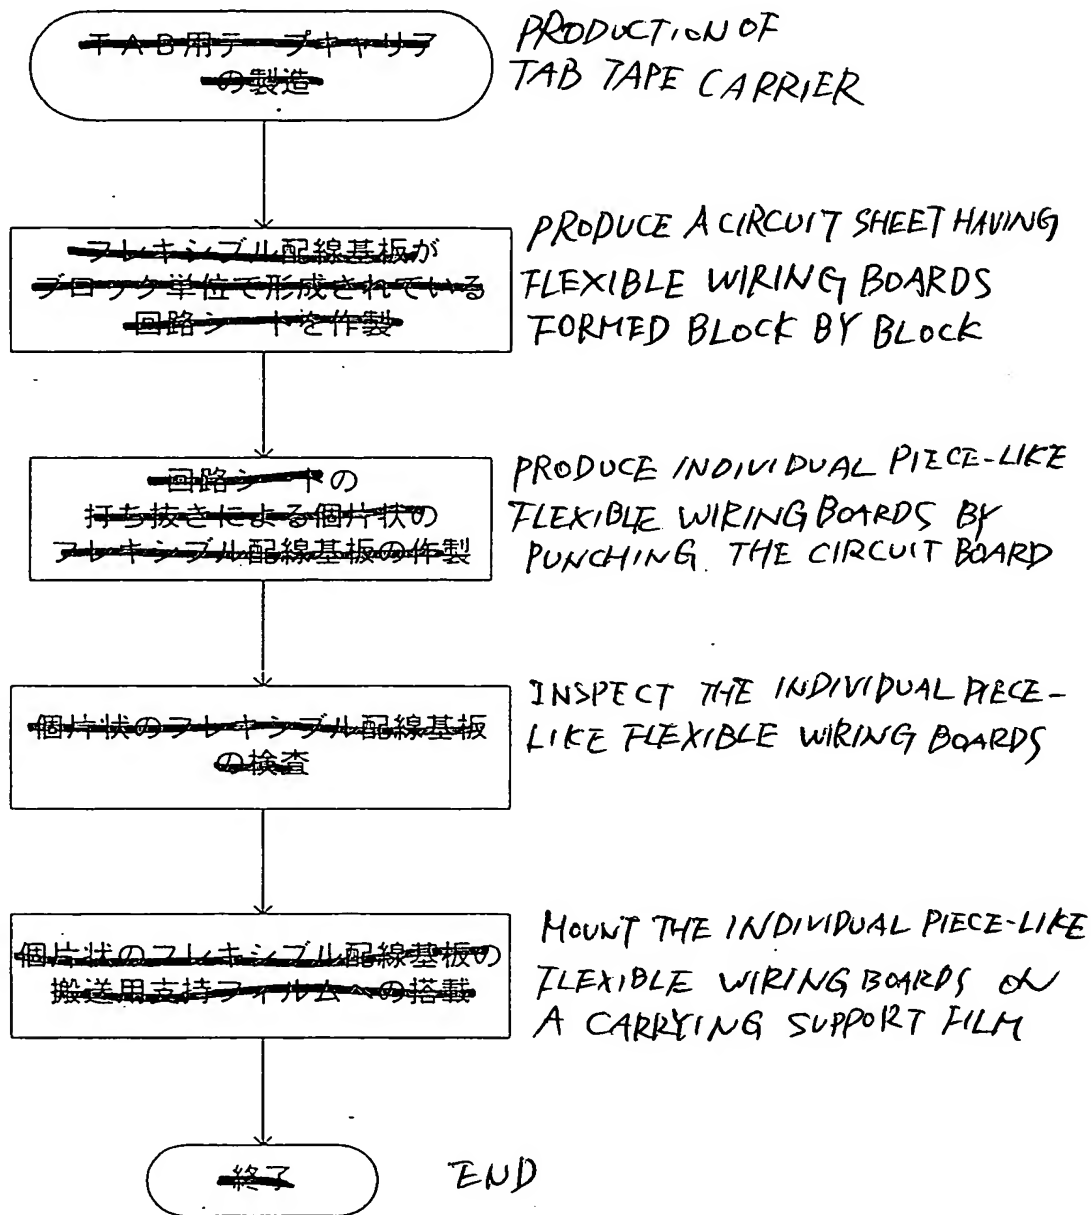 TAB用テープキャリア
の製造
PRODUCTION OF
TAB TAPE CARRIER
フレキシブル配線基板が
ブロック単位で形成されている
回路シートを作製
PRODUCE A CIRCUIT SHEET HAVING
FLEXIBLE WIRING BOARDS
FORMED BLOCK BY BLOCK
回路シートの
打ち抜きによる個片状の
フレキシブル配線基板の作製
PRODUCE INDIVIDUAL PIECE-LIKE
FLEXIBLE WIRING BOARDS BY
PUNCHING THE CIRCUIT BOARD
個片状のフレキシブル配線基板
の検査
INSPECT THE INDIVIDUAL PIECE-
LIKE FLEXIBLE WIRING BOARDS
個片状のフレキシブル配線基板の
搬送用支持フィルムへの搭載
MOUNT THE INDIVIDUAL PIECE-LIKE
FLEXIBLE WIRING BOARDS ON
A CARRYING SUPPORT FILM
終了
END